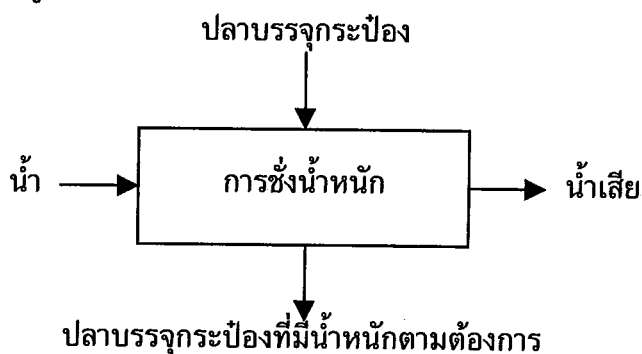 ปลาบรรจุกระป๋อง
น้ำ
การชั่งน้ำหนัก
น้ำเสีย
ปลาบรรจุกระป๋องที่มีน้ำหนักตามต้องการ